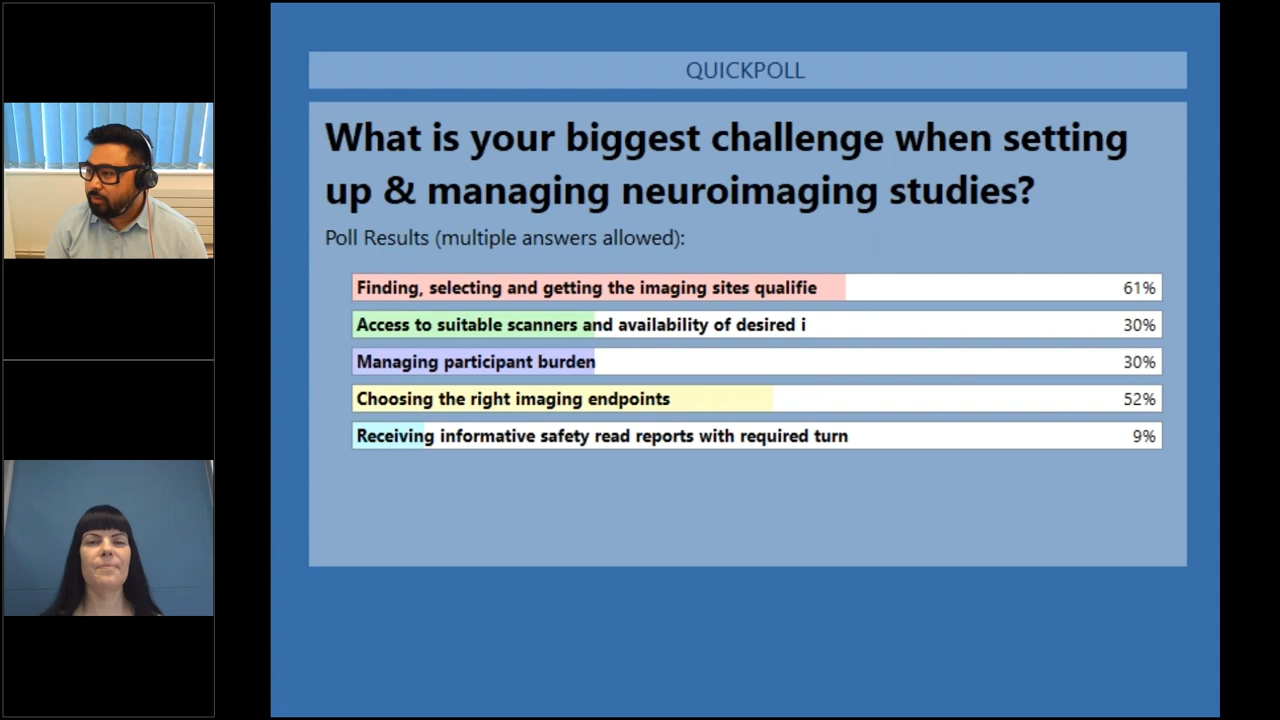 QUICKPOLL
What is your biggest challenge when setting
up & managing neuroimaging studies?
Poll Results (multiple answers allowed):
Finding, selecting and getting the imaging sites qualifie 61%
Access to suitable scanners and availability of desired i 30%
Managing participant burden 30%
Choosing the right imaging endpoints 52%
Receiving informative safety read reports with required turn 9%